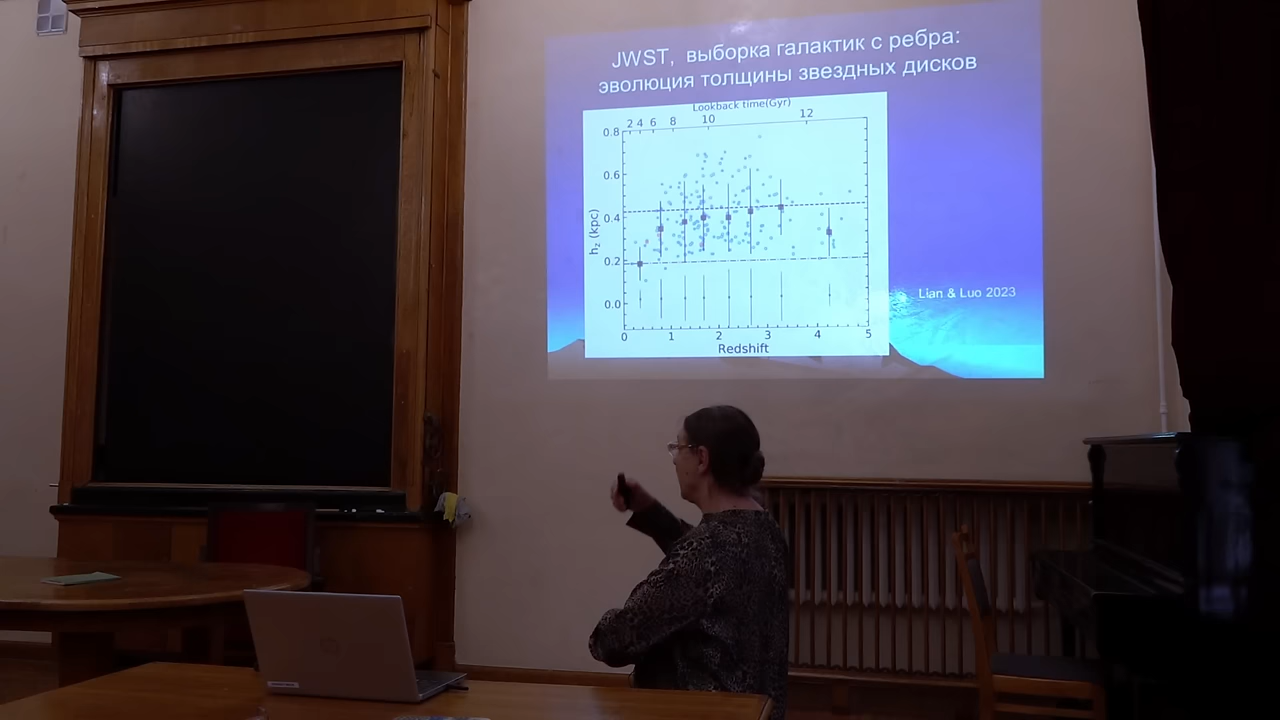 JWST, выборка галактик с ребра:
эволюция толщины звездных дисков
Lookback time(Gyr)
2 4 6 8 10 12
0.8
0.6
0.4
0.2
0.0
h_z (kpc)
0 1 2 3 4 5
Redshift
Lian & Luo 2023